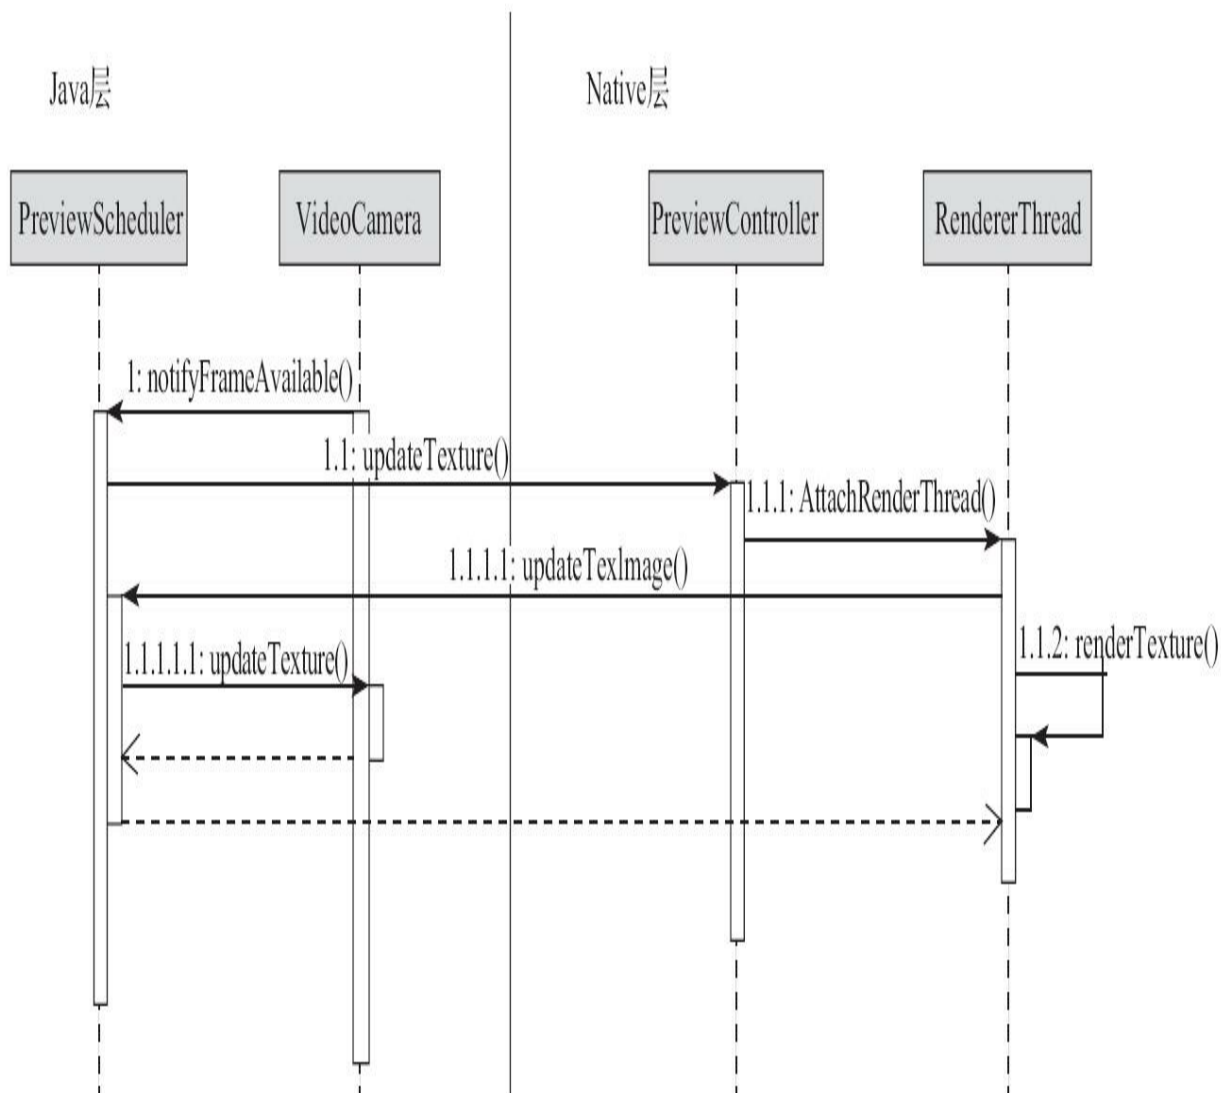 Java层
Native层
PreviewScheduler
VideoCamera
PreviewController
RendererThread
1: notifyFrameAvailable()
1.1: updateTexture()
1.1.1: AttachRenderThread()
1.1.1.1: updateTexImage()
1.1.2: renderTexture()
1.1.1.1.1: updateTexture()